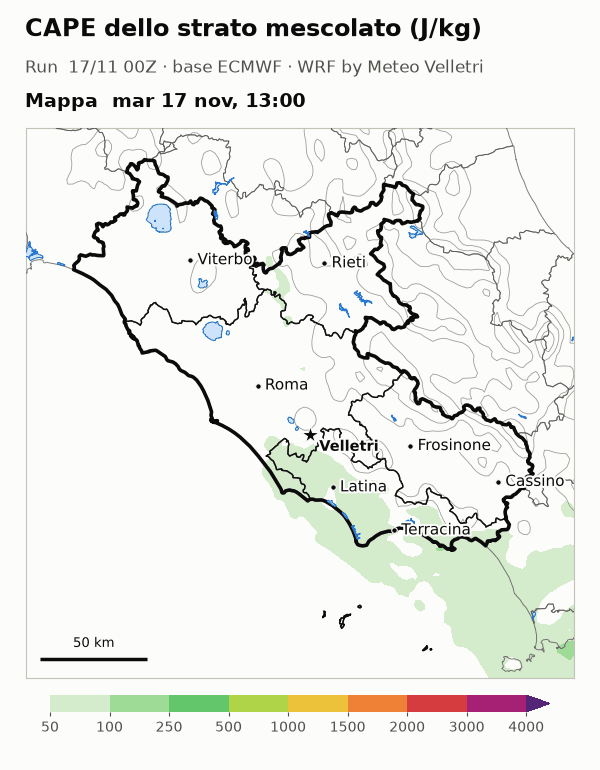 CAPE dello strato mescolato (J/kg)
Run  17/11 00Z · base ECMWF · WRF by Meteo Velletri
Mappa  mar 17 nov, 13:00
Viterbo
Rieti
Roma
Velletri
Frosinone
Latina
Cassino
Terracina
50 km
50 100 250 500 1000 1500 2000 3000 4000